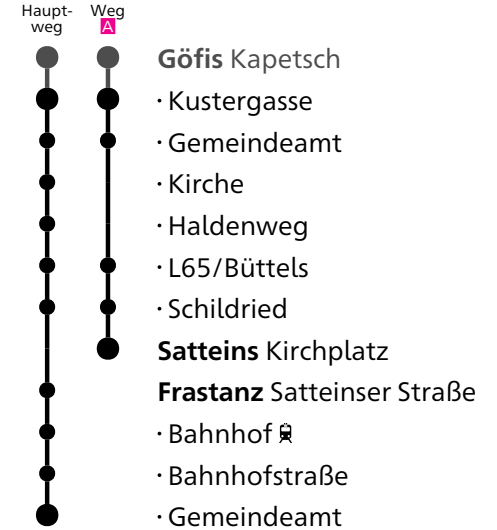 Haupt-
weg
Weg
A
Göfis Kapetsch
· Kustergasse
· Gemeindeamt
· Kirche
· Haldenweg
· L65/Büttels
· Schildried
Satteins Kirchplatz
Frastanz Satteinser Straße
· Bahnhof
· Bahnhofstraße
· Gemeindeamt